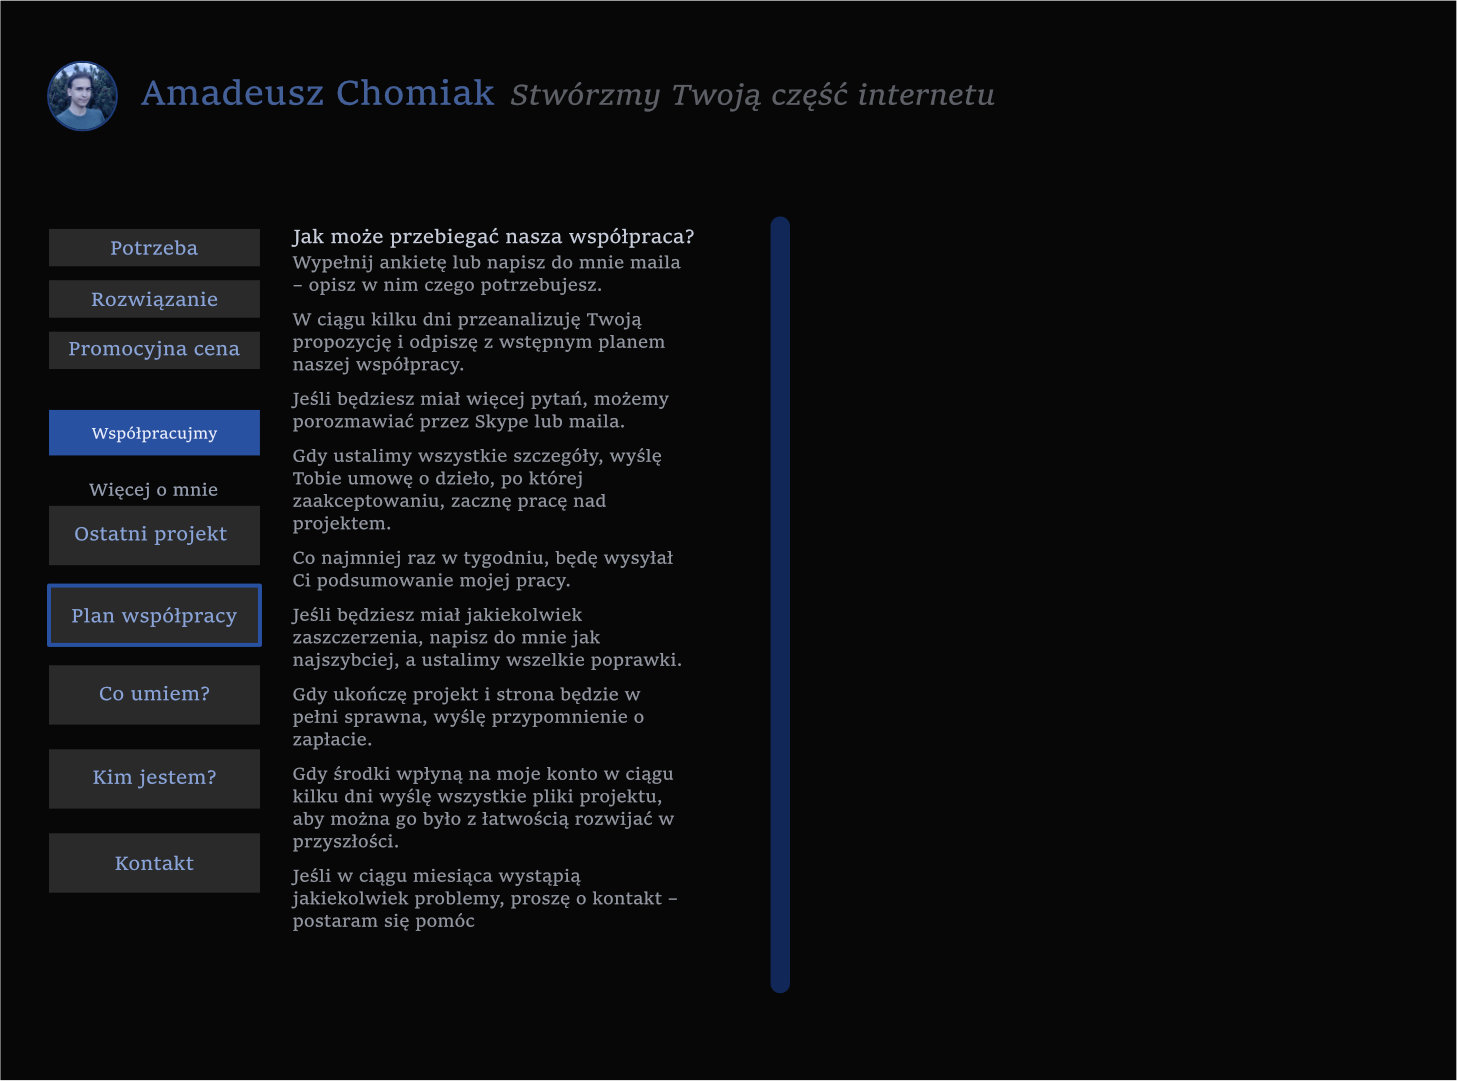 Amadeusz Chomiak Stwórzmy Twoją część internetu
Potrzeba
Rozwiązanie
Promocyjna cena
Współpracujmy
Więcej o mnie
Ostatni projekt
Plan współpracy
Co umiem?
Kim jestem?
Kontakt
Jak może przebiegać nasza współpraca?
Wypełnij ankietę lub napisz do mnie maila
– opisz w nim czego potrzebujesz.
W ciągu kilku dni przeanalizuję Twoją
propozycję i odpiszę z wstępnym planem
naszej współpracy.
Jeśli będziesz miał więcej pytań, możemy
porozmawiać przez Skype lub maila.
Gdy ustalimy wszystkie szczegóły, wyślę
Tobie umowę o dzieło, po której
zaakceptowaniu, zacznę pracę nad
projektem.
Co najmniej raz w tygodniu, będę wysyłał
Ci podsumowanie mojej pracy.
Jeśli będziesz miał jakiekolwiek
zaszczerzenia, napisz do mnie jak
najszybciej, a ustalimy wszelkie poprawki.
Gdy ukończę projekt i strona będzie w
pełni sprawna, wyślę przypomnienie o
zapłacie.
Gdy środki wpłyną na moje konto w ciągu
kilku dni wyślę wszystkie pliki projektu,
aby można go było z łatwością rozwijać w
przyszłości.
Jeśli w ciągu miesiąca wystąpią
jakiekolwiek problemy, proszę o kontakt –
postaram się pomóc